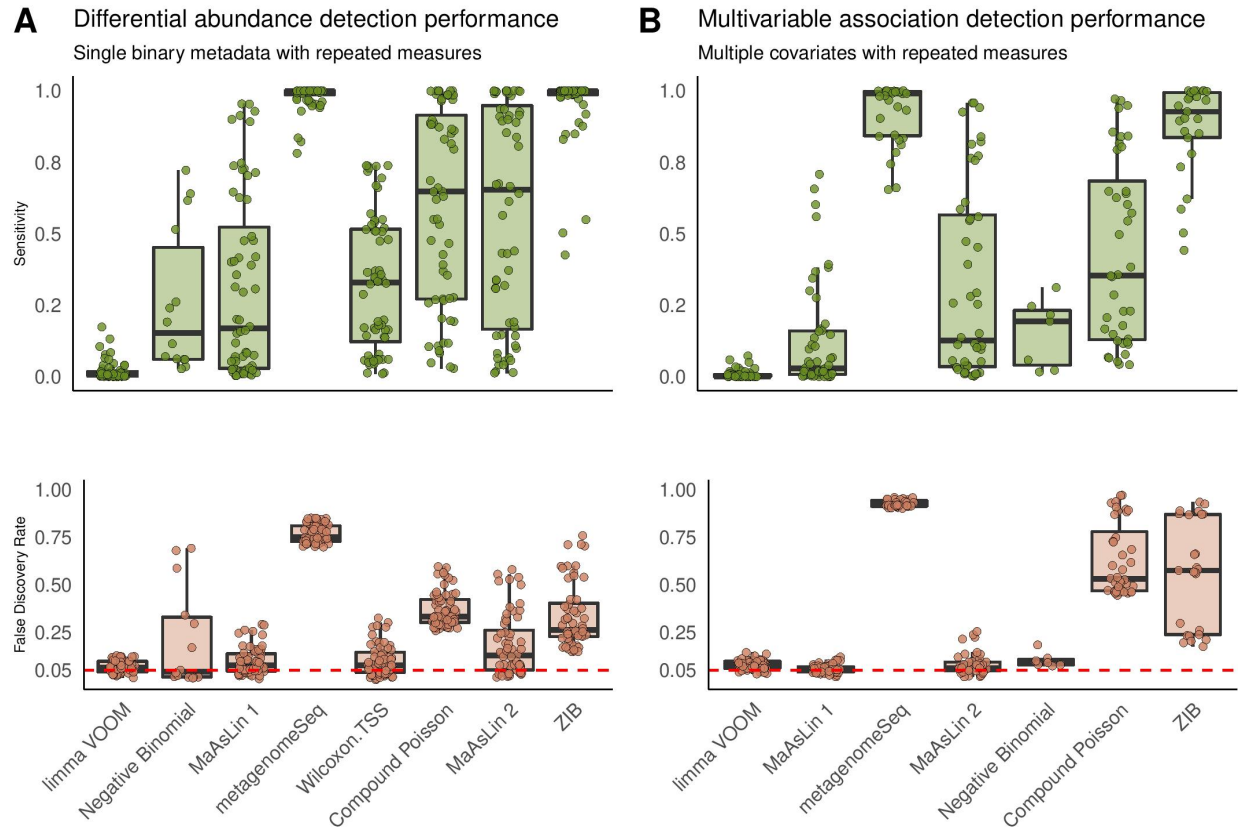 A
Differential abundance detection performance
Single binary metadata with repeated measures
Sensitivity
1.0
0.8
0.5
0.2
0.0
False Discovery Rate
1.00
0.75
0.50
0.25
0.05
limma VOOM
Negative Binomial
MaAsLin 1
metagenomeSeq
Wilcoxon.TSS
Compound Poisson
MaAsLin 2
ZIB
B
Multivariable association detection performance
Multiple covariates with repeated measures
1.0
0.8
0.5
0.2
0.0
1.00
0.75
0.50
0.25
0.05
limma VOOM
MaAsLin 1
metagenomeSeq
MaAsLin 2
Negative Binomial
Compound Poisson
ZIB